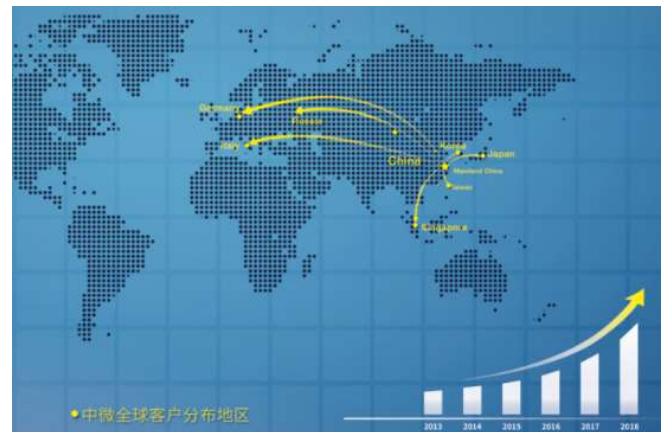 Germany
Russia
Italy
Korea
Japan
China
Mainland China
Taiwan
Singapore
中微全球客户分布地区
2013 2014 2015 2016 2017 2018